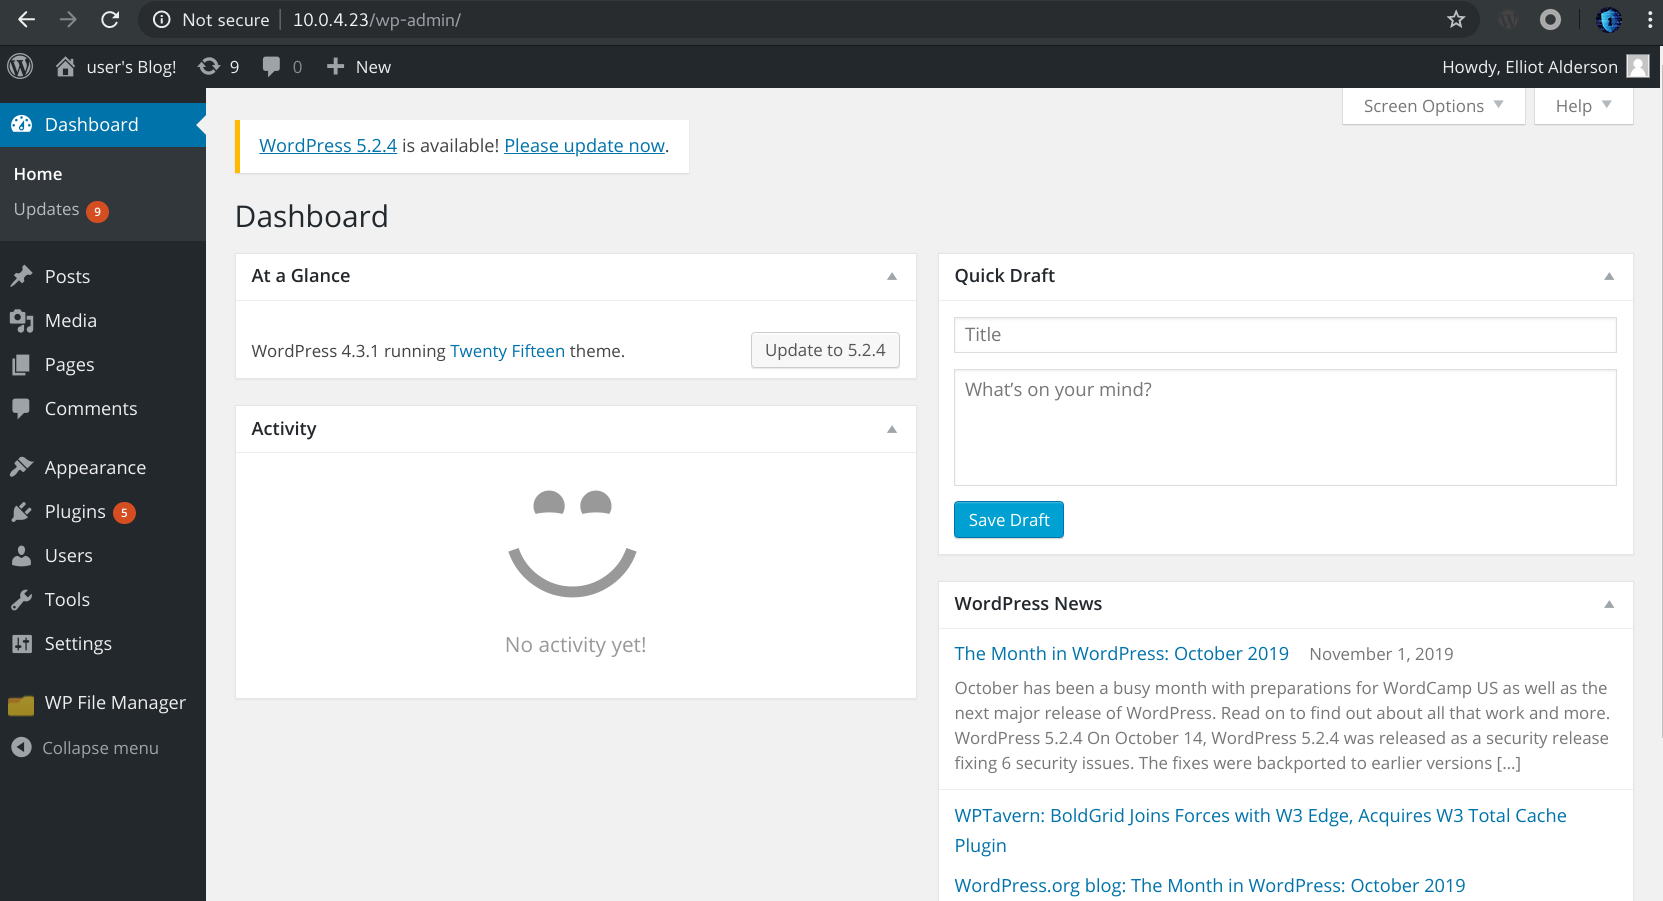 Not secure 10.0.4.23/wp-admin/
user's Blog! 9 0 New Howdy, Elliot Alderson
Screen Options Help
Dashboard
Home
Updates 9
Posts
Media
Pages
Comments
Appearance
Plugins 5
Users
Tools
Settings
WP File Manager
Collapse menu
WordPress 5.2.4 is available! Please update now.
Dashboard
At a Glance
WordPress 4.3.1 running Twenty Fifteen theme. Update to 5.2.4
Activity
No activity yet!
Quick Draft
Title
What's on your mind?
Save Draft
WordPress News
The Month in WordPress: October 2019 November 1, 2019
October has been a busy month with preparations for WordCamp US as well as the
next major release of WordPress. Read on to find out about all that work and more.
WordPress 5.2.4 On October 14, WordPress 5.2.4 was released as a security release
fixing 6 security issues. The fixes were backported to earlier versions […]
WPTavern: BoldGrid Joins Forces with W3 Edge, Acquires W3 Total Cache
Plugin
WordPress.org blog: The Month in WordPress: October 2019